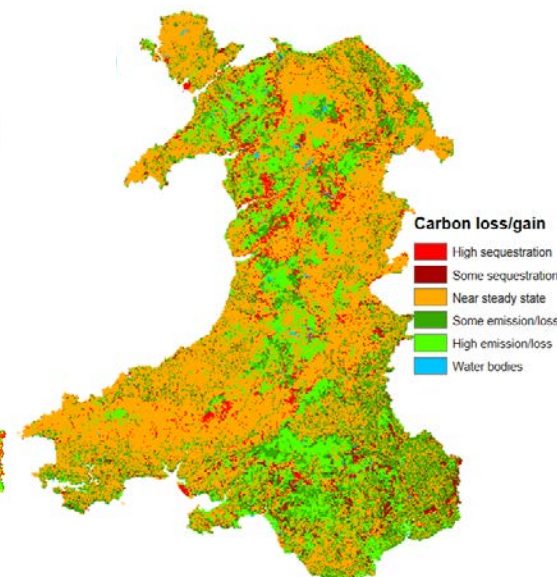 Carbon loss/gain
High sequestration
Some sequestration
Near steady state
Some emission/loss
High emission/loss
Water bodies